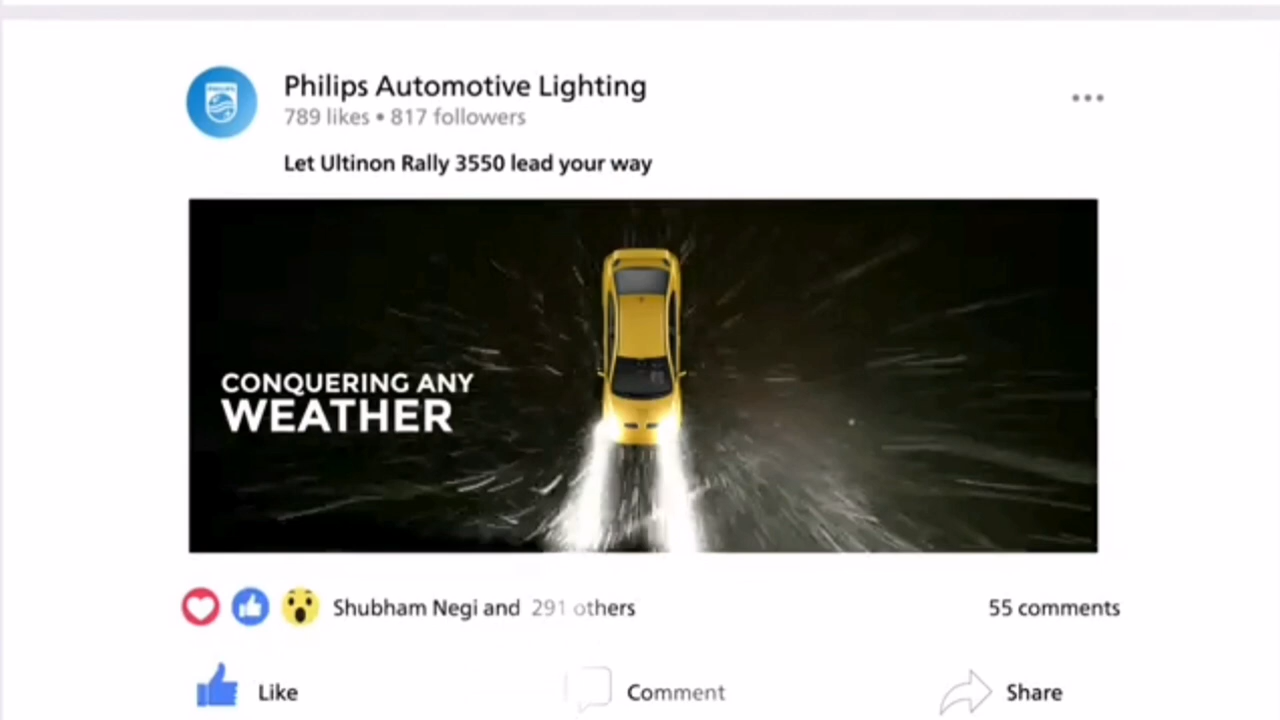 Philips Automotive Lighting
789 likes • 817 followers
Let Ultinon Rally 3550 lead your way
CONQUERING ANY
WEATHER
Shubham Negi and 291 others
55 comments
Like
Comment
Share